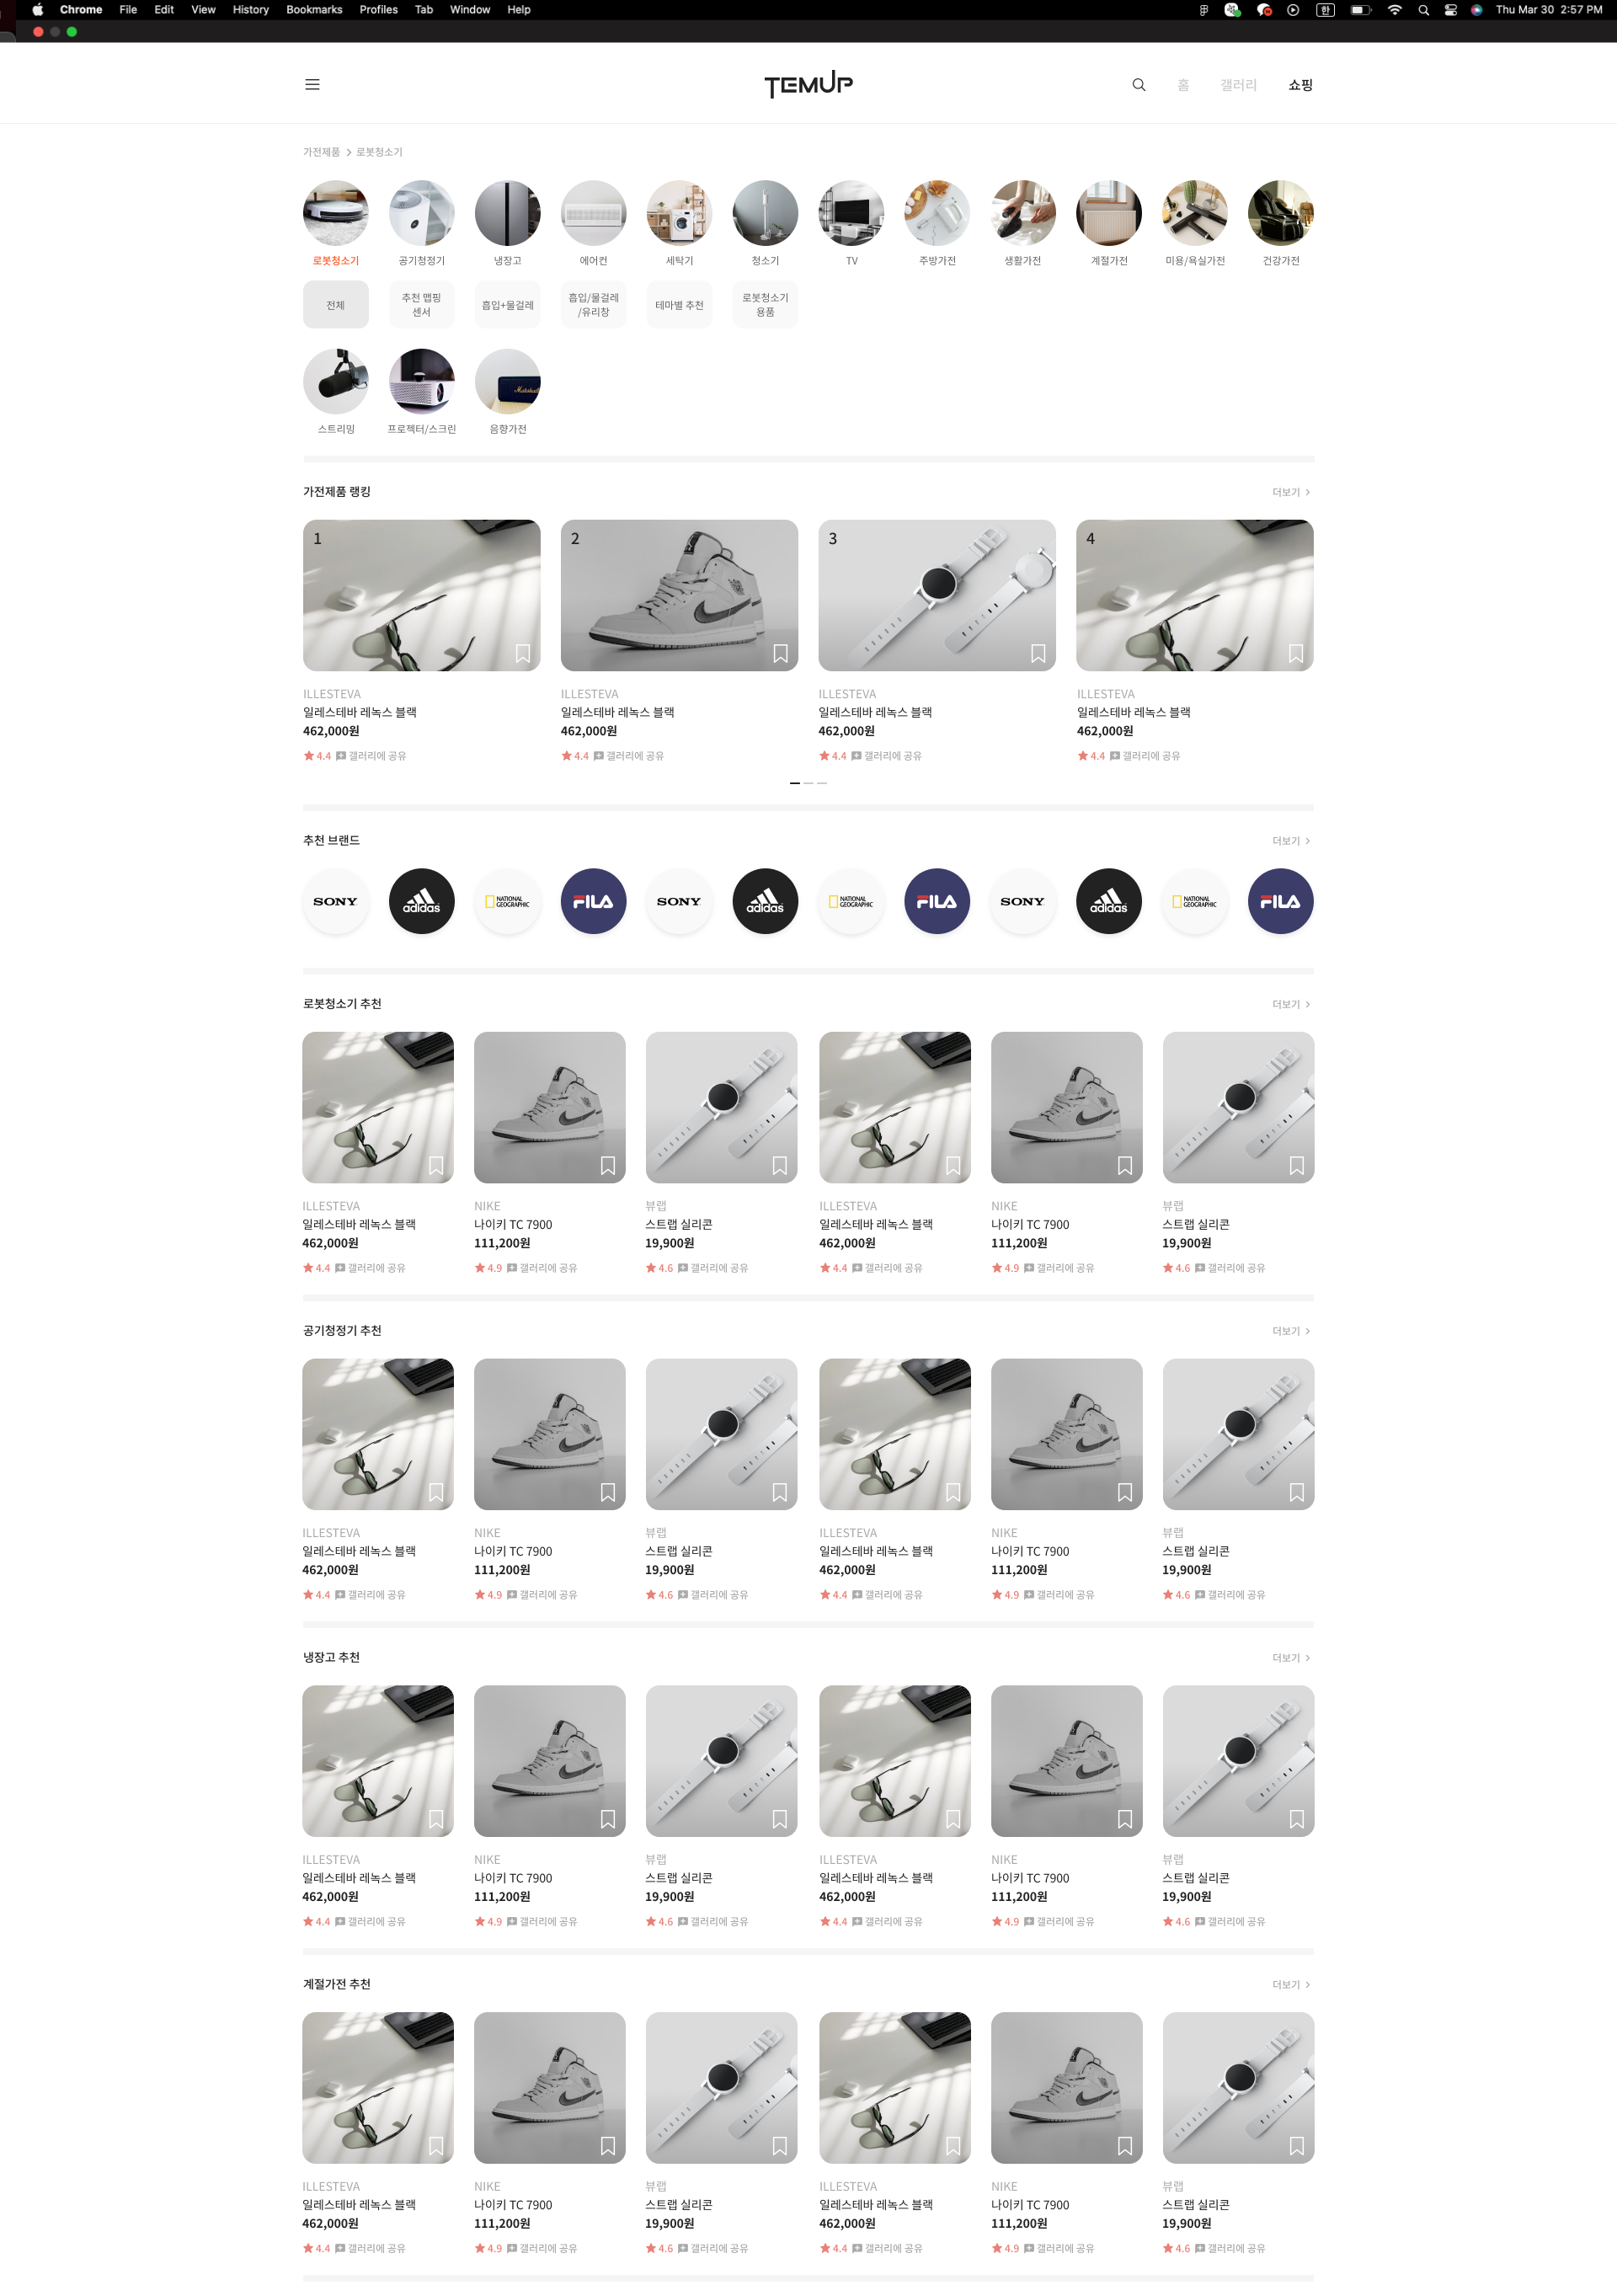 Chrome File Edit View History Bookmarks Profiles Tab Window Help
한 Thu Mar 30 2:57 PM
TEMUP
홈 갤러리 쇼핑
가전제품 > 로봇청소기
로봇청소기 공기청정기 냉장고 에어컨 세탁기 청소기 TV 주방가전 생활가전 계절가전 미용/욕실가전 건강가전
전체
추천 맵핑
센서
흡입+물걸레
흡입/물걸레
/유리창
테마별 추천
로봇청소기
용품
Marshall
스트리밍 프로젝터/스크린 음향가전
가전제품 랭킹 더보기 >
1 2 3 4
ILLESTEVA ILLESTEVA ILLESTEVA ILLESTEVA
일레스테바 레녹스 블랙 일레스테바 레녹스 블랙 일레스테바 레녹스 블랙 일레스테바 레녹스 블랙
462,000원 462,000원 462,000원 462,000원
4.4 갤러리에 공유 4.4 갤러리에 공유 4.4 갤러리에 공유 4.4 갤러리에 공유
추천 브랜드 더보기 >
SONY adidas NATIONAL GEOGRAPHIC FILA SONY adidas NATIONAL GEOGRAPHIC FILA SONY adidas NATIONAL GEOGRAPHIC FILA
로봇청소기 추천 더보기 >
ILLESTEVA NIKE 뷰랩 ILLESTEVA NIKE 뷰랩
일레스테바 레녹스 블랙 나이키 TC 7900 스트랩 실리콘 일레스테바 레녹스 블랙 나이키 TC 7900 스트랩 실리콘
462,000원 111,200원 19,900원 462,000원 111,200원 19,900원
4.4 갤러리에 공유 4.9 갤러리에 공유 4.6 갤러리에 공유 4.4 갤러리에 공유 4.9 갤러리에 공유 4.6 갤러리에 공유
공기청정기 추천 더보기 >
ILLESTEVA NIKE 뷰랩 ILLESTEVA NIKE 뷰랩
일레스테바 레녹스 블랙 나이키 TC 7900 스트랩 실리콘 일레스테바 레녹스 블랙 나이키 TC 7900 스트랩 실리콘
462,000원 111,200원 19,900원 462,000원 111,200원 19,900원
4.4 갤러리에 공유 4.9 갤러리에 공유 4.6 갤러리에 공유 4.4 갤러리에 공유 4.9 갤러리에 공유 4.6 갤러리에 공유
냉장고 추천 더보기 >
ILLESTEVA NIKE 뷰랩 ILLESTEVA NIKE 뷰랩
일레스테바 레녹스 블랙 나이키 TC 7900 스트랩 실리콘 일레스테바 레녹스 블랙 나이키 TC 7900 스트랩 실리콘
462,000원 111,200원 19,900원 462,000원 111,200원 19,900원
4.4 갤러리에 공유 4.9 갤러리에 공유 4.6 갤러리에 공유 4.4 갤러리에 공유 4.9 갤러리에 공유 4.6 갤러리에 공유
계절가전 추천 더보기 >
ILLESTEVA NIKE 뷰랩 ILLESTEVA NIKE 뷰랩
일레스테바 레녹스 블랙 나이키 TC 7900 스트랩 실리콘 일레스테바 레녹스 블랙 나이키 TC 7900 스트랩 실리콘
462,000원 111,200원 19,900원 462,000원 111,200원 19,900원
4.4 갤러리에 공유 4.9 갤러리에 공유 4.6 갤러리에 공유 4.4 갤러리에 공유 4.9 갤러리에 공유 4.6 갤러리에 공유